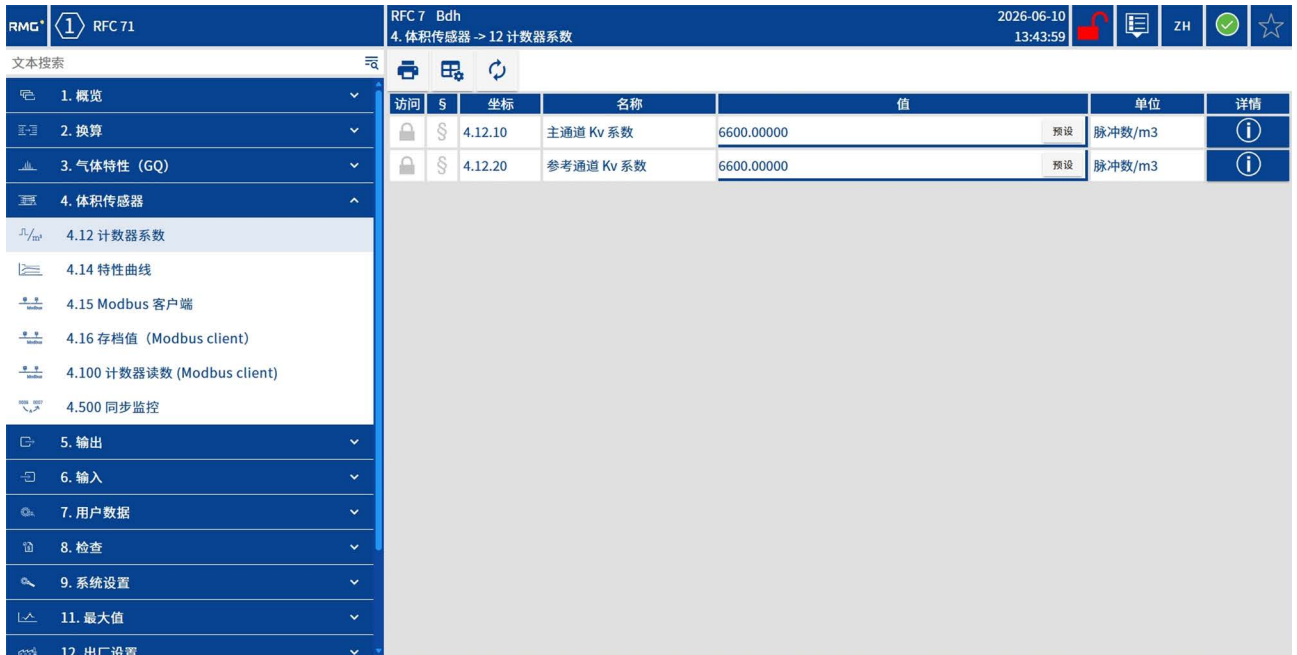 RMG 1 RFC 71
RFC 7 Bdh
4. 体积传感器 -> 12 计数器系数
2026-06-10
13:43:59
ZH
文本搜索
1. 概览
2. 换算
3. 气体特性（GQ）
4. 体积传感器
4.12 计数器系数
4.14 特性曲线
4.15 Modbus 客户端
4.16 存档值（Modbus client）
4.100 计数器读数 (Modbus client)
4.500 同步监控
5. 输出
6. 输入
7. 用户数据
8. 检查
9. 系统设置
11. 最大值
12. 出厂设置
访问 § 坐标 名称 值 单位 详情
§ 4.12.10 主通道 Kv 系数 6600.00000 预设 脉冲数/m3
§ 4.12.20 参考通道 Kv 系数 6600.00000 预设 脉冲数/m3